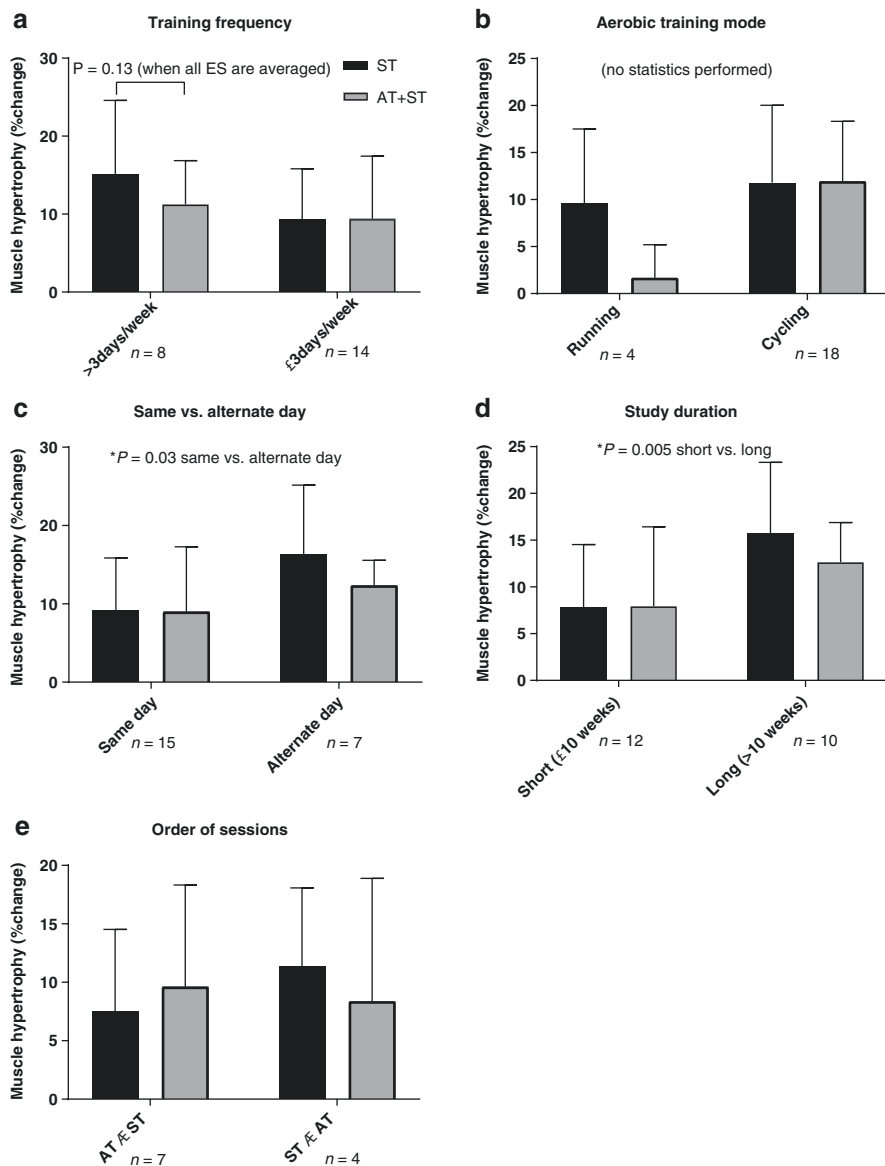 a Training frequency
Muscle hypertrophy (%change)
30
20
10
0
P = 0.13 (when all ES are averaged)
ST
AT+ST
>3days/week
n = 8
£3days/week
n = 14
b Aerobic training mode
Muscle hypertrophy (%change)
25
20
15
10
5
0
(no statistics performed)
Running
n = 4
Cycling
n = 18
c Same vs. alternate day
Muscle hypertrophy (%change)
30
20
10
0
*P = 0.03 same vs. alternate day
Same day
n = 15
Alternate day
n = 7
d Study duration
Muscle hypertrophy (%change)
25
20
15
10
5
0
*P = 0.005 short vs. long
Short (£10 weeks)
n = 12
Long (>10 weeks)
n = 10
e Order of sessions
Muscle hypertrophy (%change)
20
15
10
5
0
AT Æ ST
n = 7
ST Æ AT
n = 4